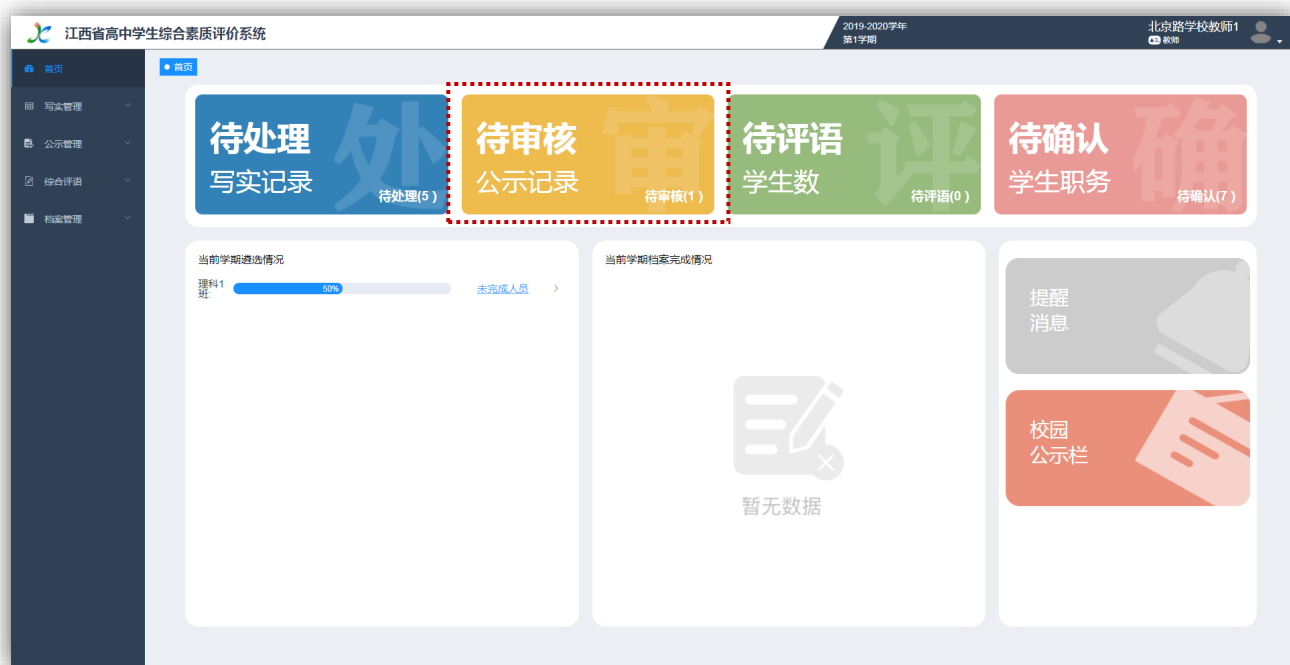 江西省高中学生综合素质评价系统
2019-2020学年
第1学期
北京路学校教师1
教师
首页
写实管理
公示管理
综合评语
档案管理
首页
处
待处理
写实记录
待处理(5 )
审
待审核
公示记录
待审核(1 )
评
待评语
学生数
待评语(0 )
确
待确认
学生职务
待确认(7 )
当前学期遴选情况
理科1
班:
50%
未完成人员
当前学期档案完成情况
暂无数据
提醒
消息
校园
公示栏